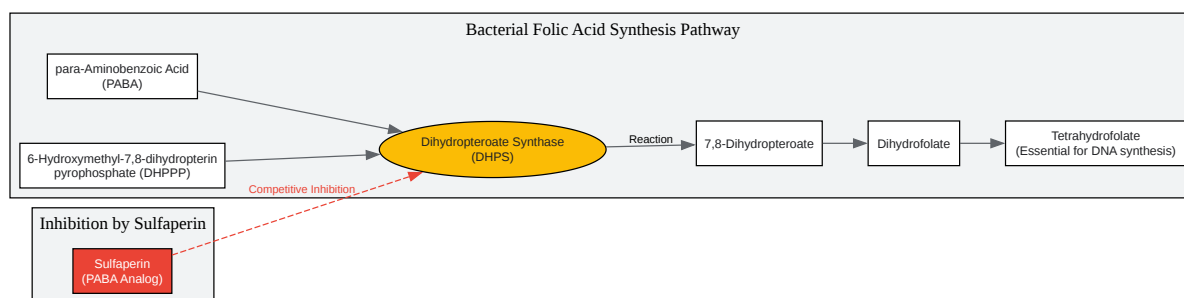 Bacterial Folic Acid Synthesis Pathway
para-Aminobenzoic Acid
(PABA)
6-Hydroxymethyl-7,8-dihydropterin
pyrophosphate (DHPPP)
Dihydropteroate Synthase
(DHPS)
Reaction
7,8-Dihydropteroate
Dihydrofolate
Tetrahydrofolate
(Essential for DNA synthesis)
Competitive Inhibition
Inhibition by Sulfaperin
Sulfaperin
(PABA Analog)